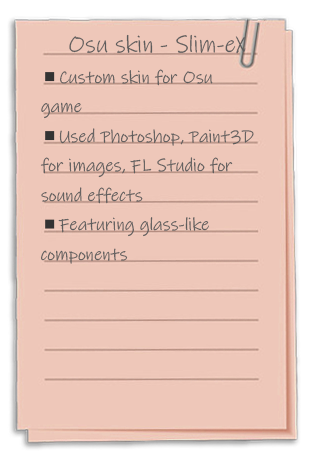 Osu skin - Slim-eX
■ Custom skin for Osu
game
■ Used Photoshop, Paint3D
for images, FL Studio for
sound effects
■ Featuring glass-like
components